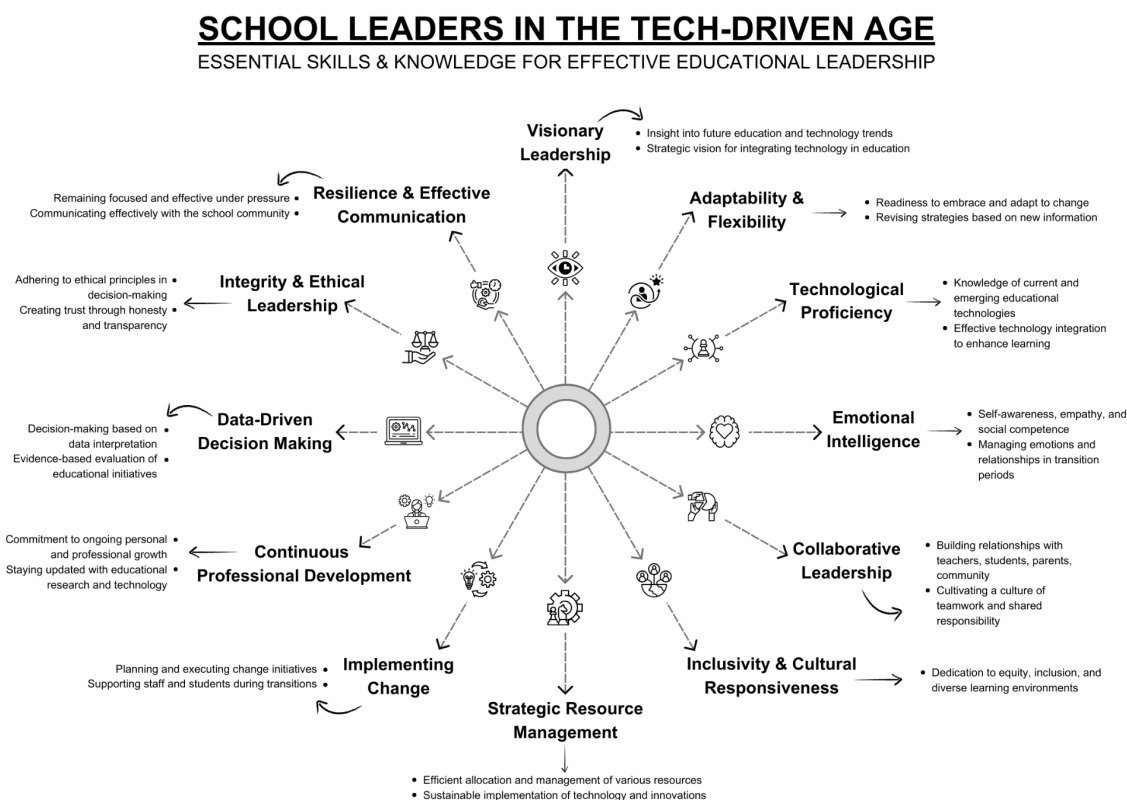 SCHOOL LEADERS IN THE TECH-DRIVEN AGE
ESSENTIAL SKILLS & KNOWLEDGE FOR EFFECTIVE EDUCATIONAL LEADERSHIP
Visionary
Leadership
• Insight into future education and technology trends
• Strategic vision for integrating technology in education
Adaptability &
Flexibility
• Readiness to embrace and adapt to change
• Revising strategies based on new information
Technological
Proficiency
• Knowledge of current and
emerging educational
technologies
• Effective technology integration
to enhance learning
Emotional
Intelligence
• Self-awareness, empathy, and
social competence
• Managing emotions and
relationships in transition
periods
Collaborative
Leadership
• Building relationships with
teachers, students, parents,
community
• Cultivating a culture of
teamwork and shared
responsibility
Inclusivity & Cultural
Responsiveness
• Dedication to equity, inclusion, and
diverse learning environments
Strategic Resource
Management
• Efficient allocation and management of various resources
• Sustainable implementation of technology and innovations
Implementing
Change
Planning and executing change initiatives •
Supporting staff and students during transitions •
Continuous
Professional Development
Commitment to ongoing personal •
and professional growth
Staying updated with educational •
research and technology
Data-Driven
Decision Making
Decision-making based on •
data interpretation
Evidence-based evaluation of •
educational initiatives
Integrity & Ethical
Leadership
Adhering to ethical principles in •
decision-making
Creating trust through honesty •
and transparency
Resilience & Effective
Communication
Remaining focused and effective under pressure •
Communicating effectively with the school community •